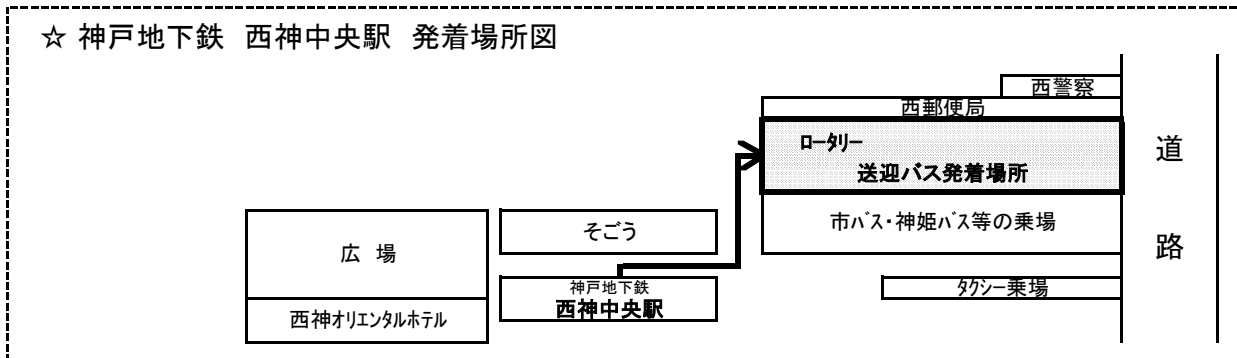 ☆ 神戸地下鉄 西神中央駅 発着場所図
西警察
西郵便局
ﾛｰﾀﾘｰ
送迎バス発着場所
道
路
市ﾊﾞｽ・神姫ﾊﾞｽ等の乗場
そごう
広 場
神戸地下鉄
西神中央駅
ﾀｸｼｰ乗場
西神ｵﾘｴﾝﾀﾙﾎﾃﾙ